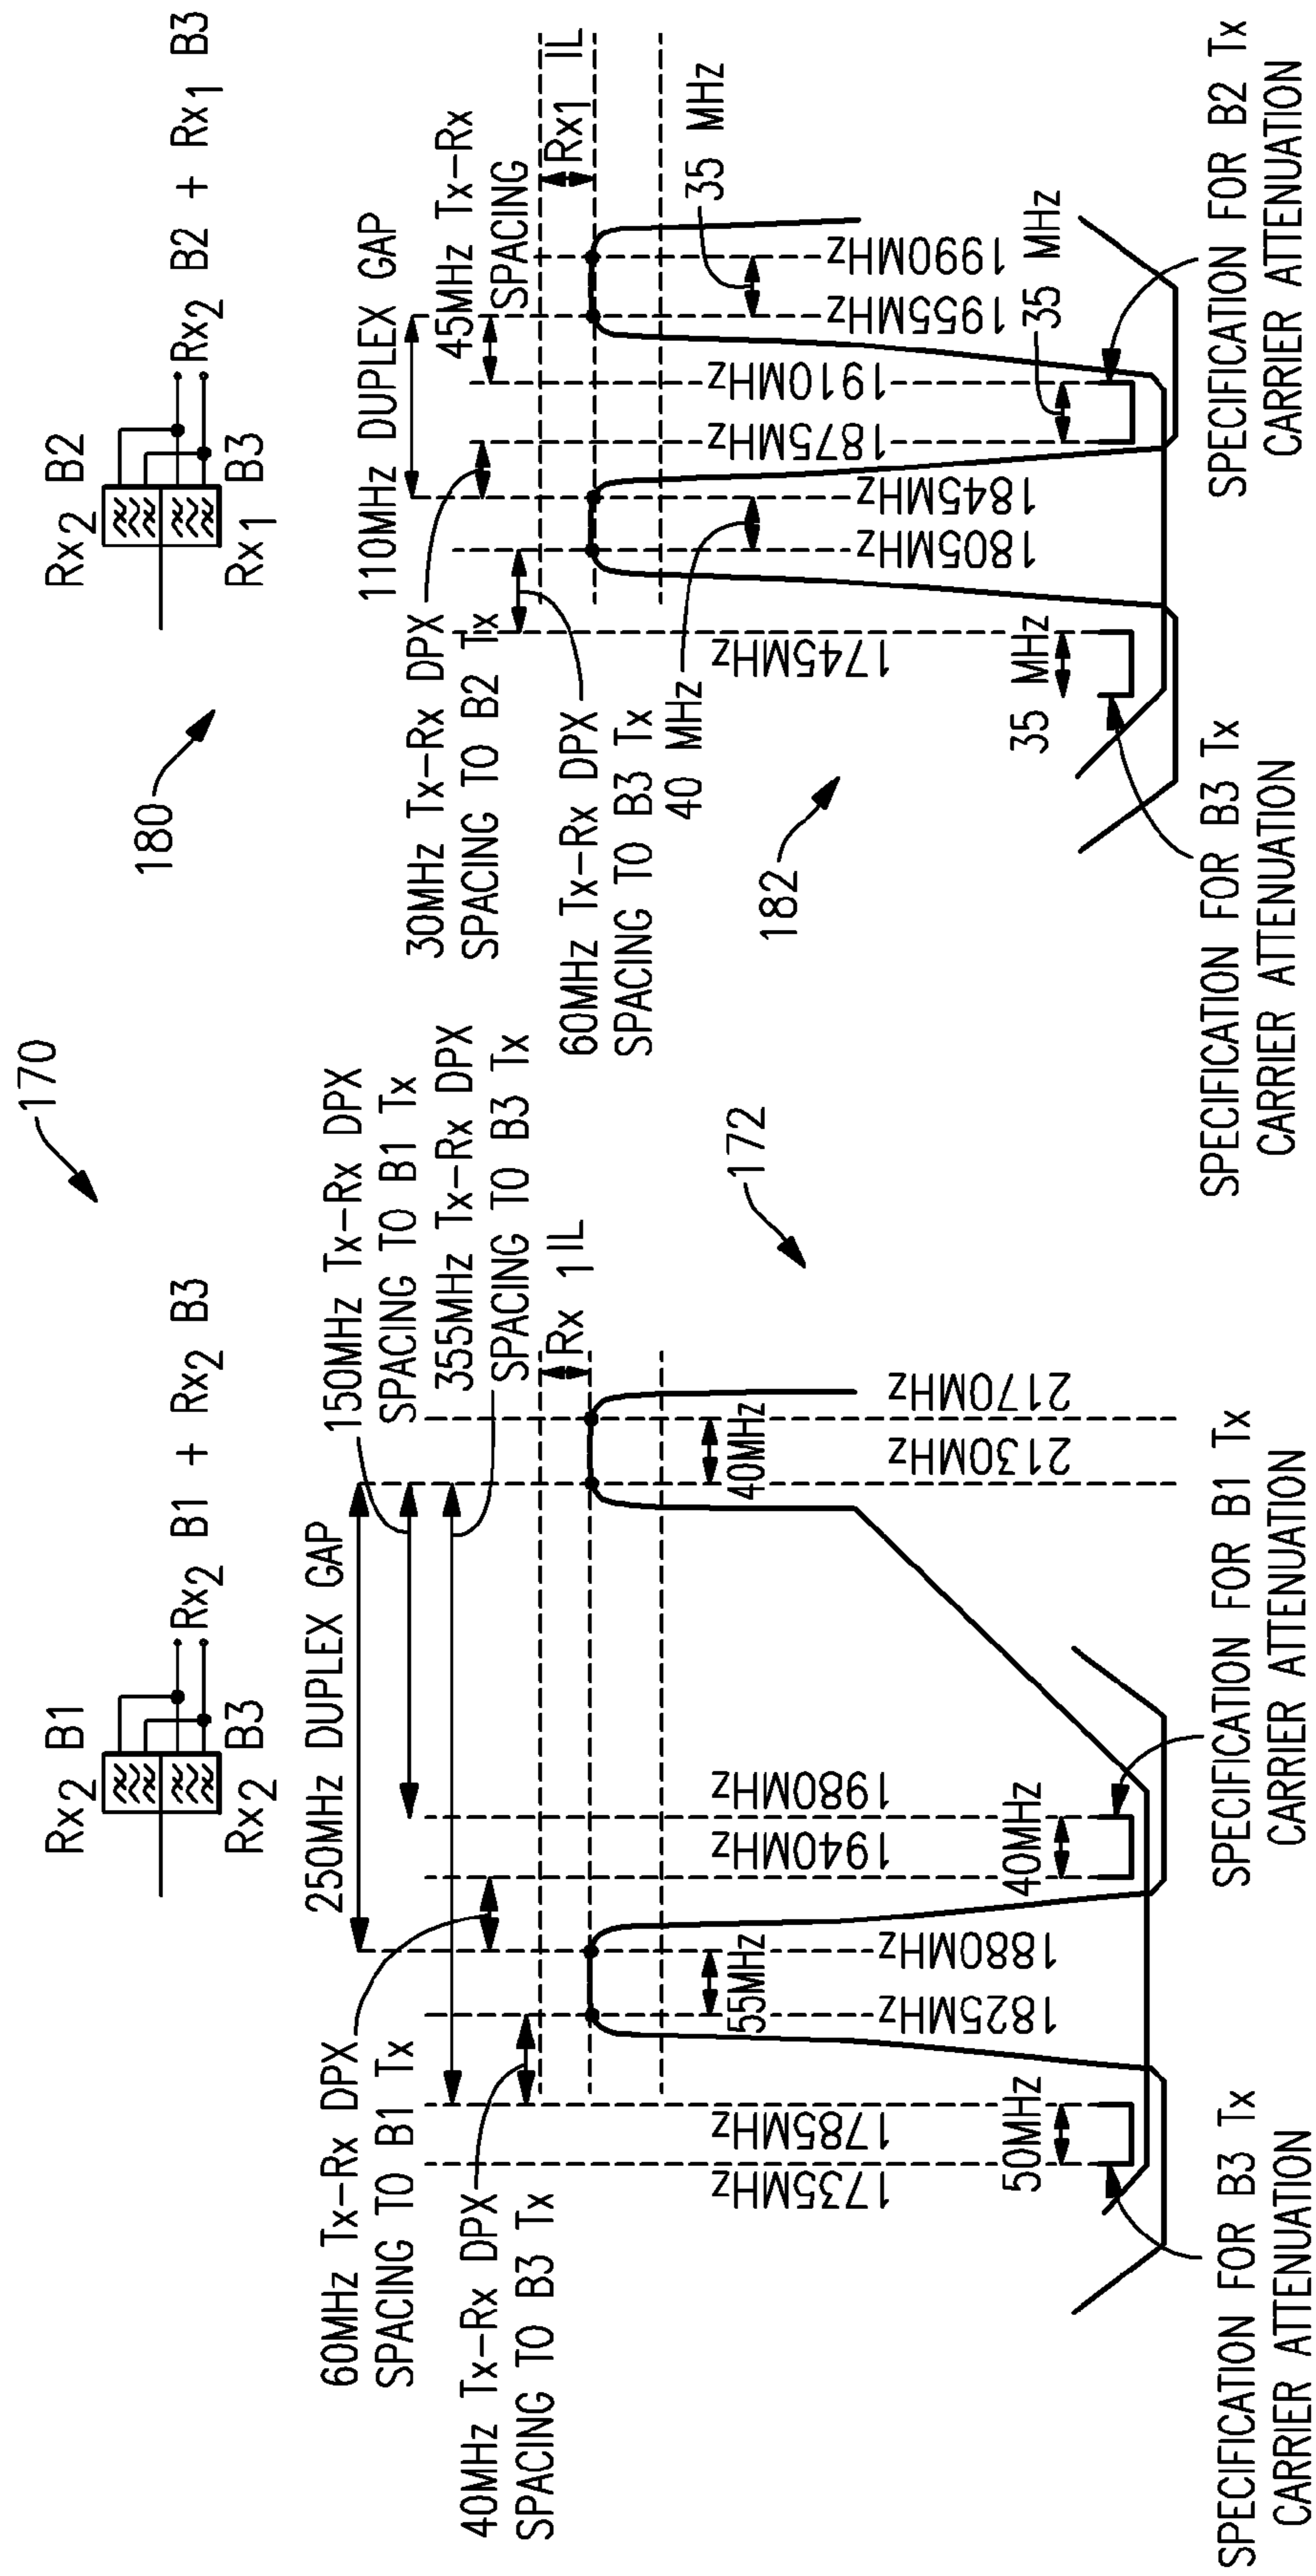 170
Rx2 B1
Rx2 B3
Rx2 B1 + Rx2 B3
250MHz DUPLEX GAP
150MHz Tx-Rx DPX
SPACING TO B1 Tx
355MHz Tx-Rx DPX
SPACING TO B3 Tx
60MHz Tx-Rx DPX
SPACING TO B1 Tx
40MHz Tx-Rx DPX
SPACING TO B3 Tx
Rx 1 IL
172
1735MHz
1785MHz
1825MHz
1880MHz
1940MHz
1980MHz
2130MHz
2170MHz
55MHz
40MHz
50MHz
40MHz
SPECIFICATION FOR B3 Tx
CARRIER ATTENUATION
SPECIFICATION FOR B1 Tx
CARRIER ATTENUATION
180
Rx2 B2
Rx1 B3
Rx2 B2 + Rx1 B3
110MHz DUPLEX GAP
45MHz Tx-Rx
SPACING
30MHz Tx-Rx DPX
SPACING TO B2 Tx
60MHz Tx-Rx DPX
SPACING TO B3 Tx
Rx1 IL
40 MHz
35 MHz
182
1745MHz
1805MHz
1845MHz
1875MHz
1910MHz
1955MHz
1990MHz
35 MHz
35 MHz
SPECIFICATION FOR B3 Tx
CARRIER ATTENUATION
SPECIFICATION FOR B2 Tx
CARRIER ATTENUATION